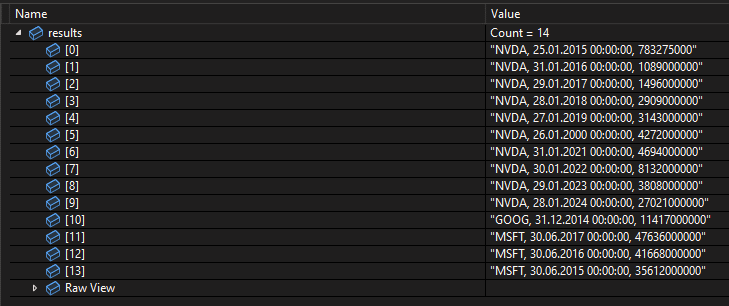 Name Value
results Count = 14
[0] "NVDA, 25.01.2015 00:00:00, 783275000"
[1] "NVDA, 31.01.2016 00:00:00, 1089000000"
[2] "NVDA, 29.01.2017 00:00:00, 1496000000"
[3] "NVDA, 28.01.2018 00:00:00, 2909000000"
[4] "NVDA, 27.01.2019 00:00:00, 3143000000"
[5] "NVDA, 26.01.2000 00:00:00, 4272000000"
[6] "NVDA, 31.01.2021 00:00:00, 4694000000"
[7] "NVDA, 30.01.2022 00:00:00, 8132000000"
[8] "NVDA, 29.01.2023 00:00:00, 3808000000"
[9] "NVDA, 28.01.2024 00:00:00, 27021000000"
[10] "GOOG, 31.12.2014 00:00:00, 11417000000"
[11] "MSFT, 30.06.2017 00:00:00, 47636000000"
[12] "MSFT, 30.06.2016 00:00:00, 41668000000"
[13] "MSFT, 30.06.2015 00:00:00, 35612000000"
Raw View